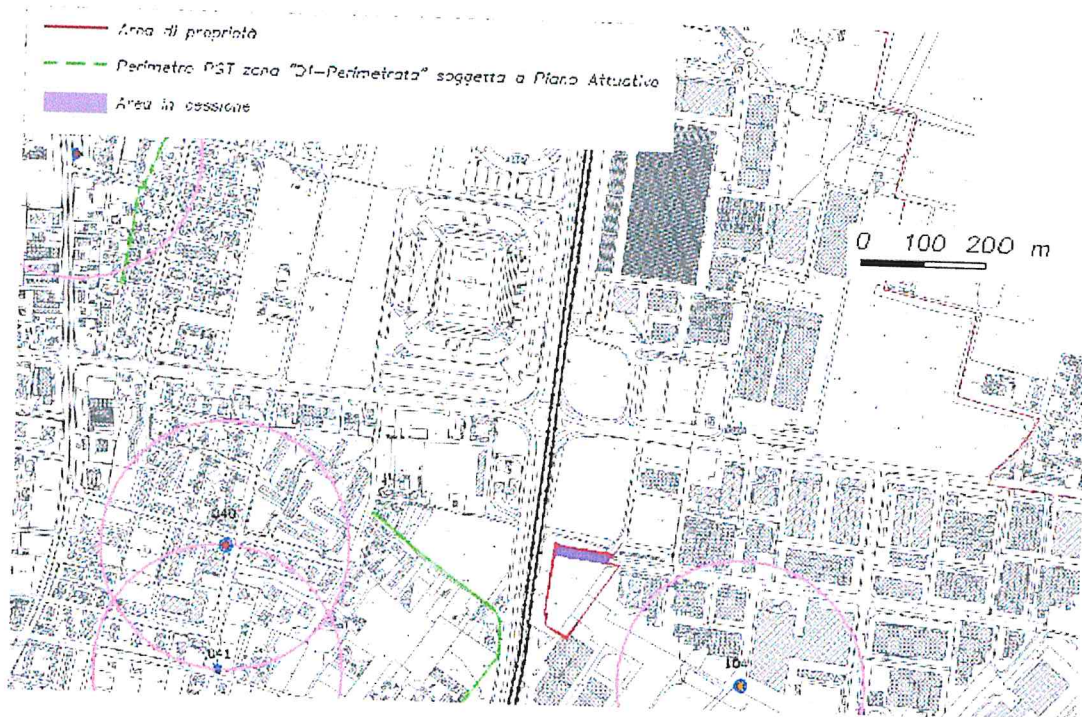 Area di proprietà
Perimetro PGT zona "D1-Perimetrata" soggetta a Piano Attuativo
Area in cessione
0 100 200 m
040
041
104